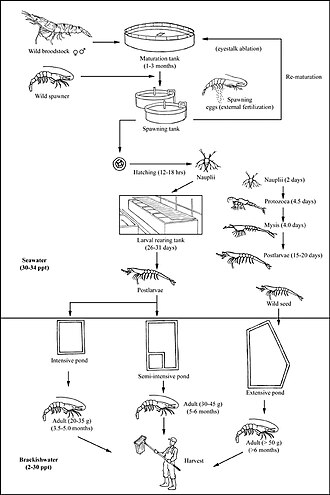 Wild broodstock ♀♂
Maturation tank
(1-3 months)
(eyestalk ablation)
Re-maturation
Wild spawner
Spawning
eggs (external fertilization)
Spawning tank
Hatching (12-18 hrs)
Nauplii
Nauplii (2 days)
Protozoea (4.5 days)
Mysis (4.0 days)
Larval rearing tank
(26-31 days)
Postlarvae (15-20 days)
Seawater
(30-34 ppt)
Postlarvae
Wild seed
Intensive pond
Semi-intensive pond
Extensive pond
Adult (20-35 g)
(3.5-5.0 months)
Adult (30-45 g)
(5-6 months)
Adult (> 50 g)
(>6 months)
Harvest
Brackishwater
(2-30 ppt)